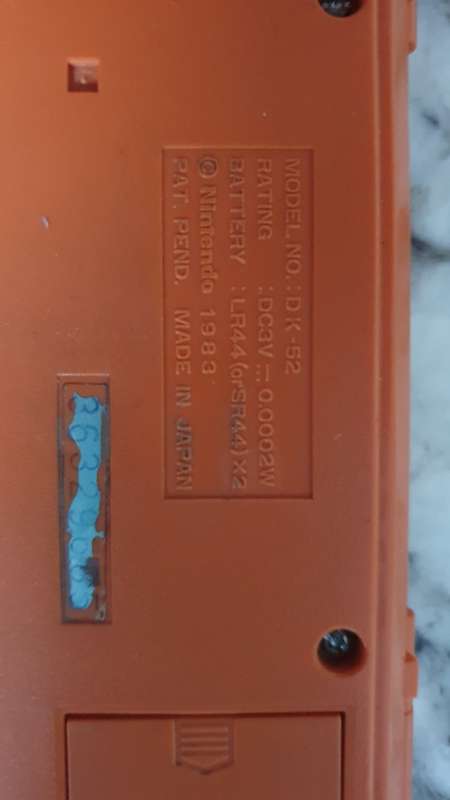 MODEL NO. : DK-52
RATING : DC3V ⎓ 0.0002W
BATTERY : LR44 (or SR44) X2
© Nintendo 1983
PAT. PEND. MADE IN JAPAN